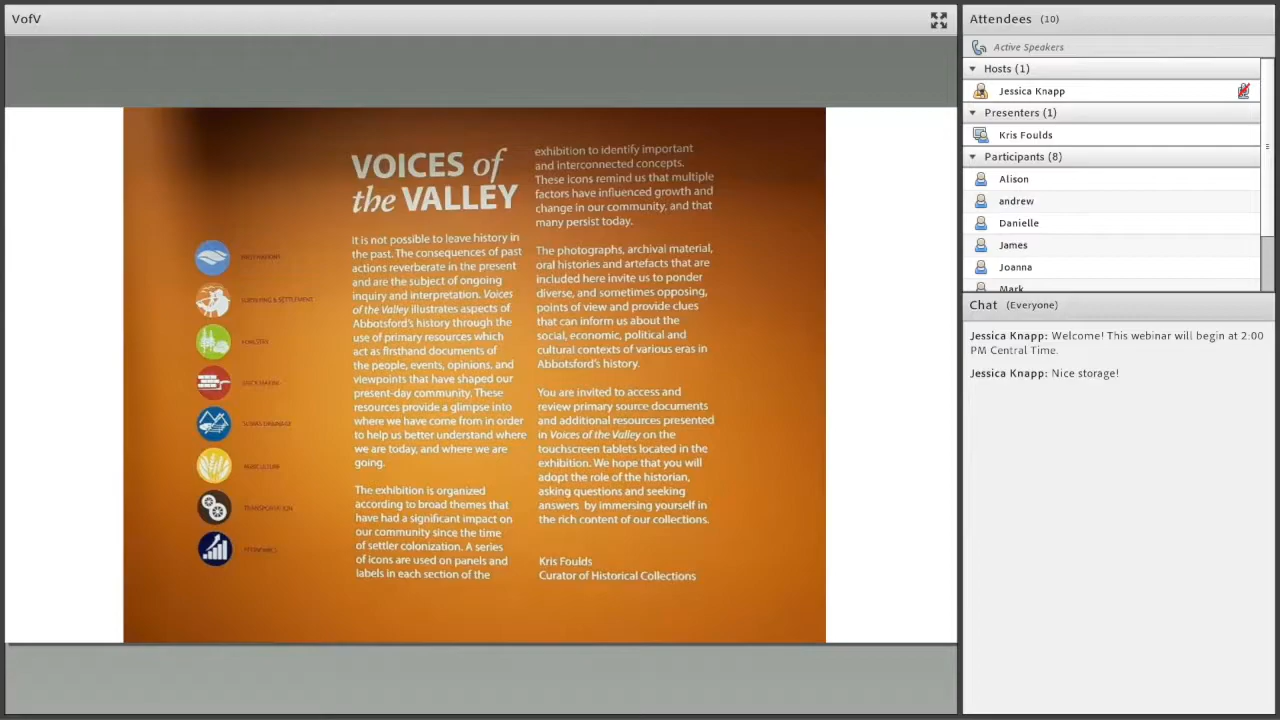 VofV
VOICES of
the VALLEY
It is not possible to leave history in
the past. The consequences of past
actions reverberate in the present
and are the subject of ongoing
inquiry and interpretation. Voices
of the Valley illustrates aspects of
Abbotsford's history through the
use of primary resources which
act as firsthand documents of
the people, events, opinions, and
viewpoints that have shaped our
present-day community. These
resources provide a glimpse into
where we have come from in order
to help us better understand where
we are today, and where we are
going.
The exhibition is organized
according to broad themes that
have had a significant impact on
our community since the time
of settler colonization. A series
of icons are used on panels and
labels in each section of the
exhibition to identify important
and interconnected concepts.
These icons remind us that multiple
factors have influenced growth and
change in our community, and that
many persist today.
The photographs, archival material,
oral histories and artefacts that are
included here invite us to ponder
diverse, and sometimes opposing,
points of view and provide clues
that can inform us about the
social, economic, political and
cultural contexts of various eras in
Abbotsford's history.
You are invited to access and
review primary source documents
and additional resources presented
in Voices of the Valley on the
touchscreen tablets located in the
exhibition. We hope that you will
adopt the role of the historian,
asking questions and seeking
answers by immersing yourself in
the rich content of our collections.
Kris Foulds
Curator of Historical Collections
FIRST NATIONS
SURVEYING & SETTLEMENT
FORESTRY
BRICK MAKING
SUMAS DRAINAGE
AGRICULTURE
TRANSPORTATION
ECONOMICS
Attendees (10)
Active Speakers
Hosts (1)
Jessica Knapp
Presenters (1)
Kris Foulds
Participants (8)
Alison
andrew
Danielle
James
Joanna
Mark
Chat (Everyone)
Jessica Knapp: Welcome! This webinar will begin at 2:00
PM Central Time.
Jessica Knapp: Nice storage!